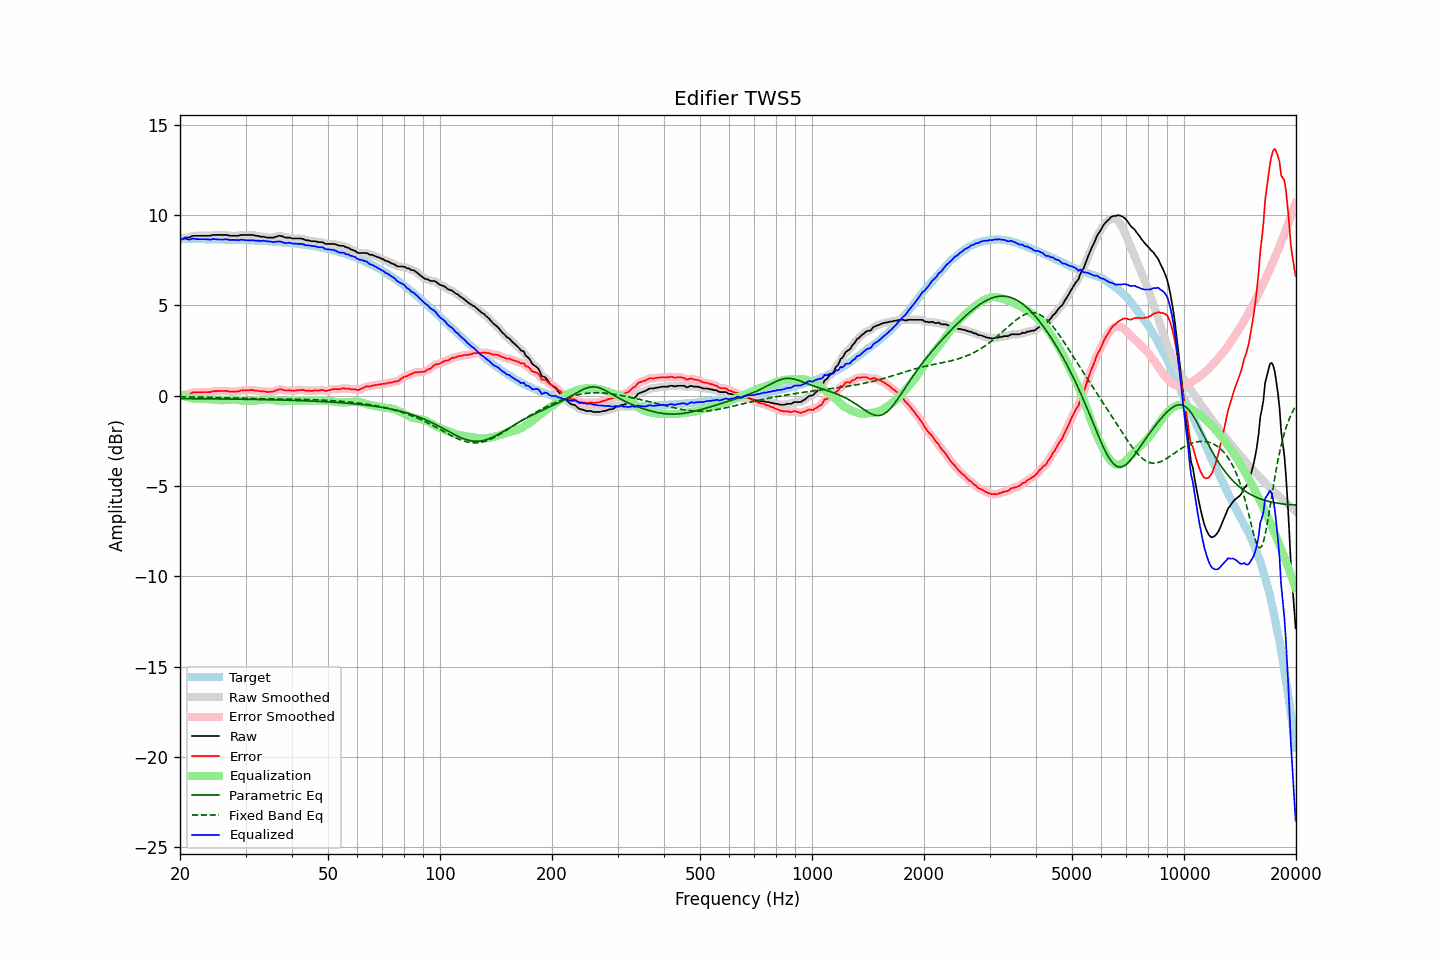 Edifier TWS5
15
10
5
0
−5
−10
−15
−20
−25
Amplitude (dBr)
Target
Raw Smoothed
Error Smoothed
Raw
Error
Equalization
Parametric Eq
Fixed Band Eq
Equalized
20 50 100 200 500 1000 2000 5000 10000 20000
Frequency (Hz)